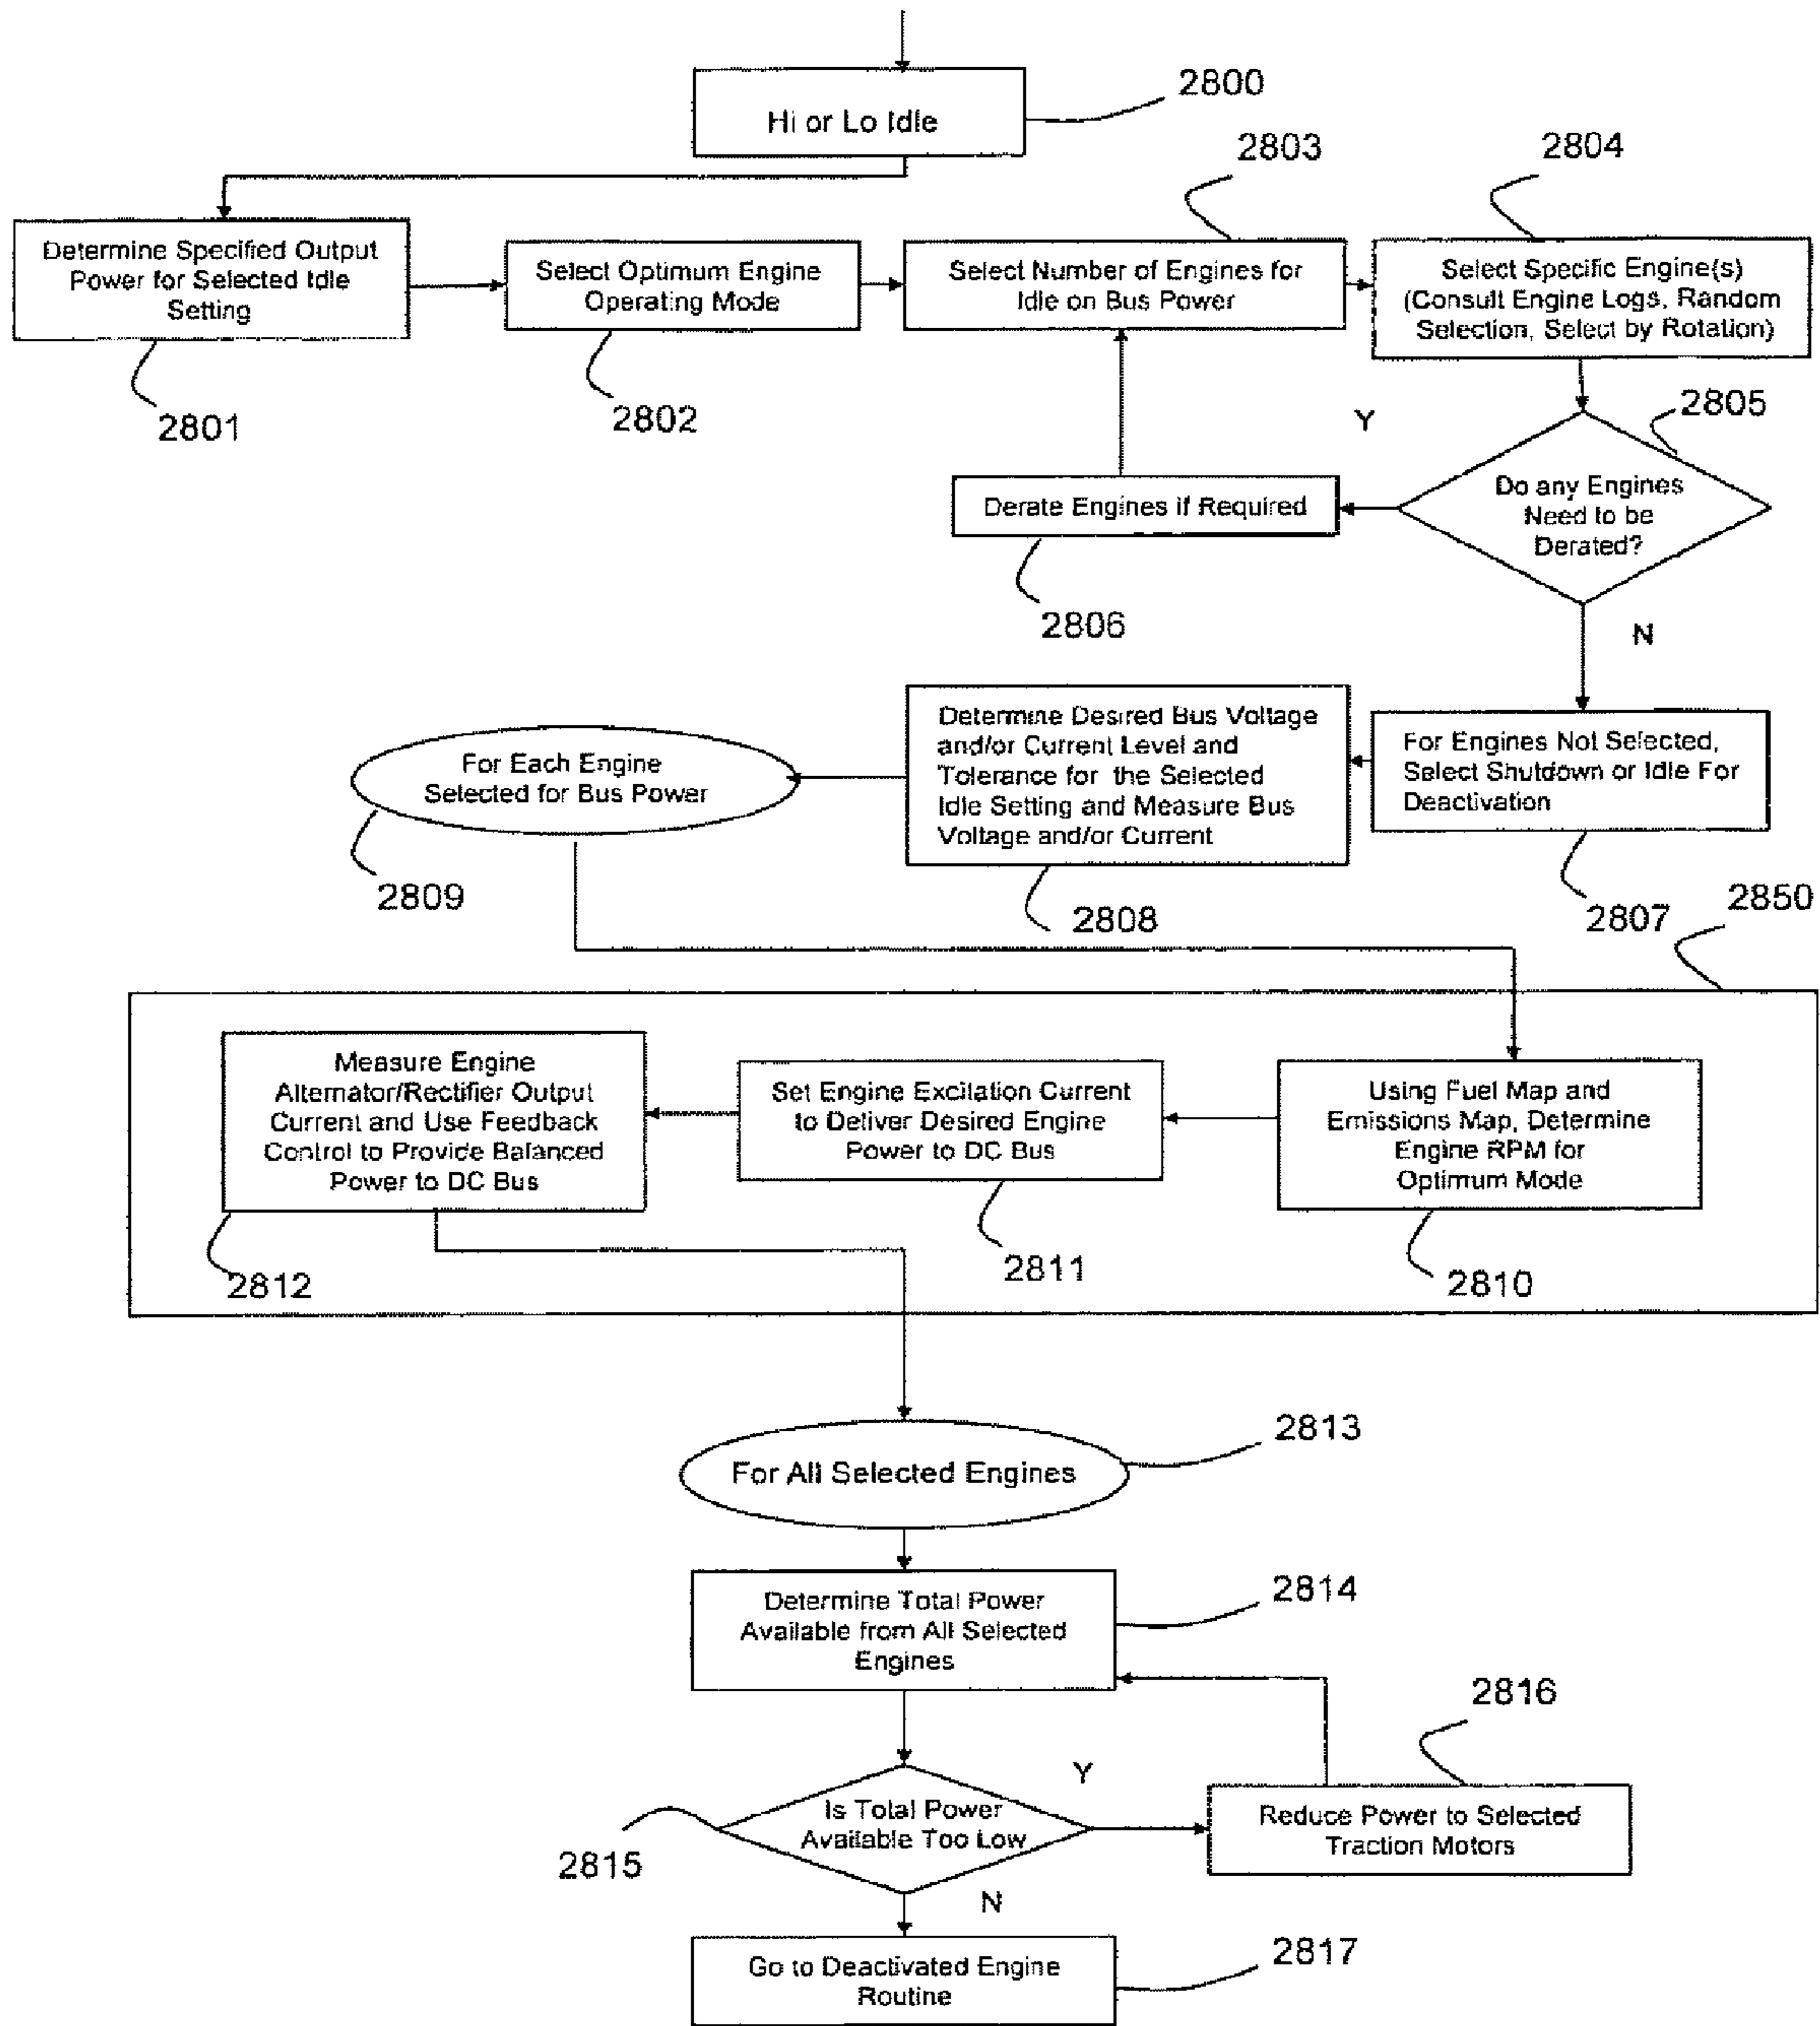 2800
Hi or Lo Idle
2803
2804
Determine Specified Output
Power for Selected Idle
Setting
Select Optimum Engine
Operating Mode
Select Number of Engines for
Idle on Bus Power
Select Specific Engine(s)
(Consult Engine Logs, Random
Selection, Select by Rotation)
2801
2802
Y
2805
Derate Engines if Required
Do any Engines
Need to be
Derated?
2806
N
For Each Engine
Selected for Bus Power
Determine Desired Bus Voltage
and/or Current Level and
Tolerance for the Selected
Idle Setting and Measure Bus
Voltage and/or Current
For Engines Not Selected,
Select Shutdown or Idle For
Deactivation
2809
2808
2807
2850
Measure Engine
Alternator/Rectifier Output
Current and Use Feedback
Control to Provide Balanced
Power to DC Bus
Set Engine Excilation Current
to Deliver Desired Engine
Power to DC Bus
Using Fuel Map and
Emissions Map, Determine
Engine RPM for
Optimum Mode
2812
2811
2810
2813
For All Selected Engines
Determine Total Power
Available from All Selected
Engines
2814
2816
Y
Is Total Power
Available Too Low
Reduce Power to Selected
Traction Motors
2815
N
Go to Deactivated Engine
Routine
2817